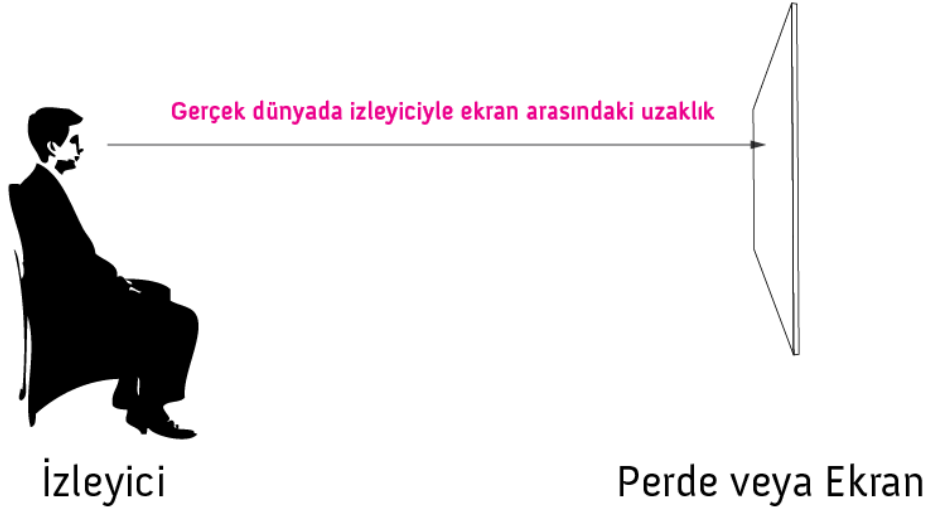 Gerçek dünyada izleyiciyle ekran arasındaki uzaklık
İzleyici
Perde veya Ekran